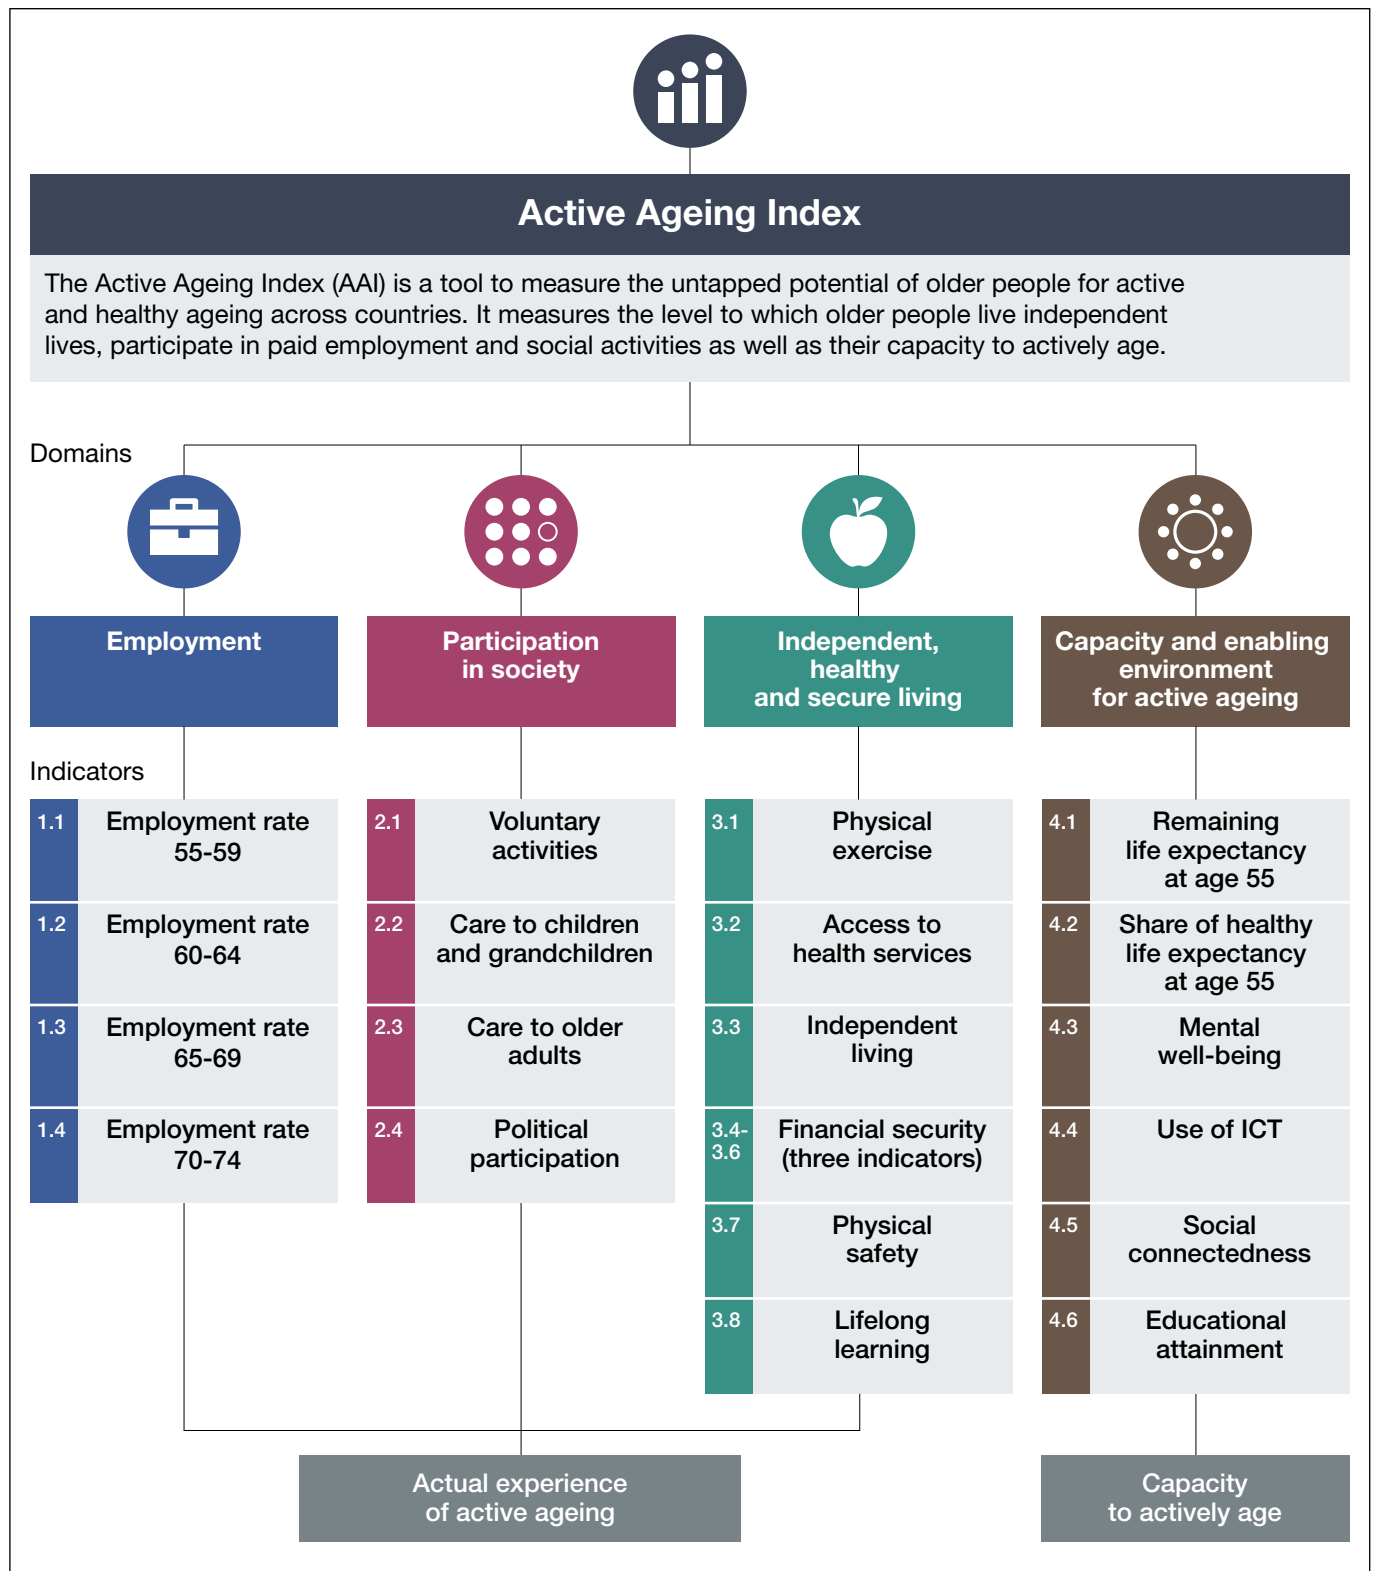 Active Ageing Index
The Active Ageing Index (AAI) is a tool to measure the untapped potential of older people for active
and healthy ageing across countries. It measures the level to which older people live independent
lives, participate in paid employment and social activities as well as their capacity to actively age.
Domains
Employment
Participation
in society
Independent,
healthy
and secure living
Capacity and enabling
environment
for active ageing
Indicators
1.1
Employment rate
55-59
1.2
Employment rate
60-64
1.3
Employment rate
65-69
1.4
Employment rate
70-74
2.1
Voluntary
activities
2.2
Care to children
and grandchildren
2.3
Care to older
adults
2.4
Political
participation
3.1
Physical
exercise
3.2
Access to
health services
3.3
Independent
living
3.4-
3.6
Financial security
(three indicators)
3.7
Physical
safety
3.8
Lifelong
learning
4.1
Remaining
life expectancy
at age 55
4.2
Share of healthy
life expectancy
at age 55
4.3
Mental
well-being
4.4
Use of ICT
4.5
Social
connectedness
4.6
Educational
attainment
Actual experience
of active ageing
Capacity
to actively age